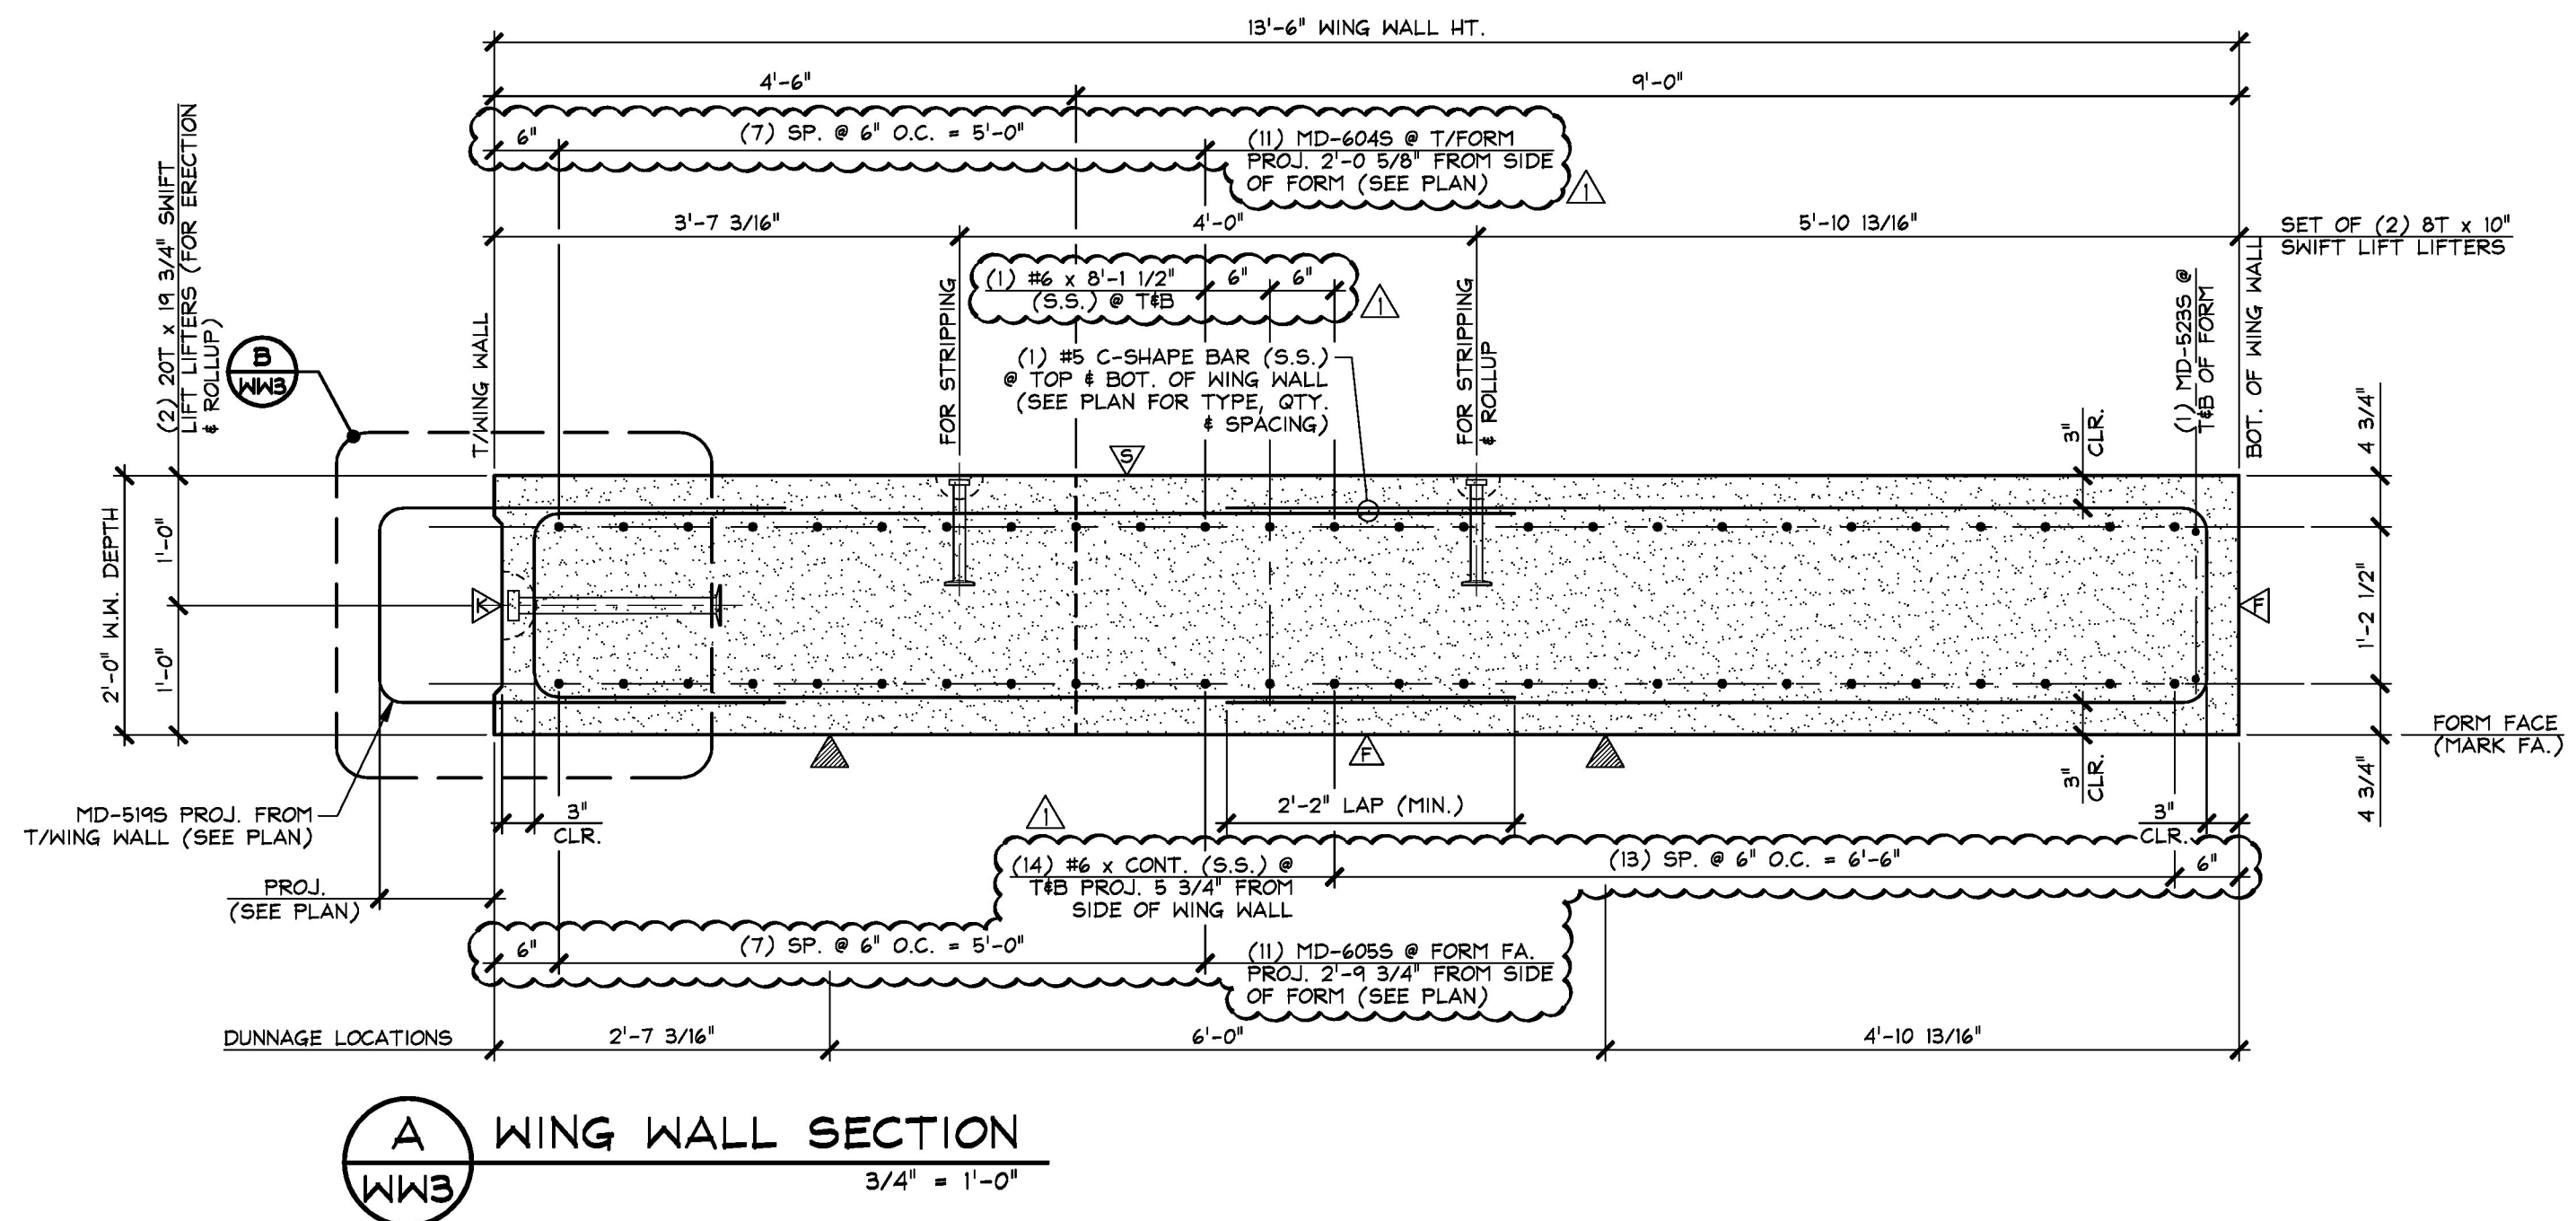 13'-6" WING WALL HT.
4'-6"
9'-0"
6"
(7) SP. @ 6" O.C. = 5'-0"
(11) MD-604S @ T/FORM
PROJ. 2'-0 5/8" FROM SIDE
OF FORM (SEE PLAN)
1
3'-7 3/16"
4'-0"
5'-10 13/16"
SET OF (2) 8T x 10"
SWIFT LIFT LIFTERS
(2) 20T x 19 3/4" SWIFT
LIFT LIFTERS (FOR ERECTION
& ROLLUP)
B
WW3
T/WING WALL
FOR STRIPPING
(1) #6 x 8'-1 1/2"
(S.S.) @ T&B
6"
6"
1
(1) #5 C-SHAPE BAR (S.S.)
@ TOP & BOT. OF WING WALL
(SEE PLAN FOR TYPE, QTY.
& SPACING)
FOR STRIPPING
& ROLLUP
(1) MD-523S @
T&B OF FORM
BOT. OF WING WALL
3"
CLR.
4 3/4"
S
2'-0" W.W. DEPTH
1'-0"
1'-0"
K
F
1'-2 1/2"
FORM FACE
(MARK FA.)
F
3"
CLR.
4 3/4"
MD-519S PROJ. FROM
T/WING WALL (SEE PLAN)
3"
CLR.
1
2'-2" LAP (MIN.)
3"
CLR.
PROJ.
(SEE PLAN)
(14) #6 x CONT. (S.S.) @
T&B PROJ. 5 3/4" FROM
SIDE OF WING WALL
(13) SP. @ 6" O.C. = 6'-6"
6"
6"
(7) SP. @ 6" O.C. = 5'-0"
(11) MD-605S @ FORM FA.
PROJ. 2'-9 3/4" FROM SIDE
OF FORM (SEE PLAN)
DUNNAGE LOCATIONS
2'-7 3/16"
6'-0"
4'-10 13/16"
A
WW3
WING WALL SECTION
3/4" = 1'-0"